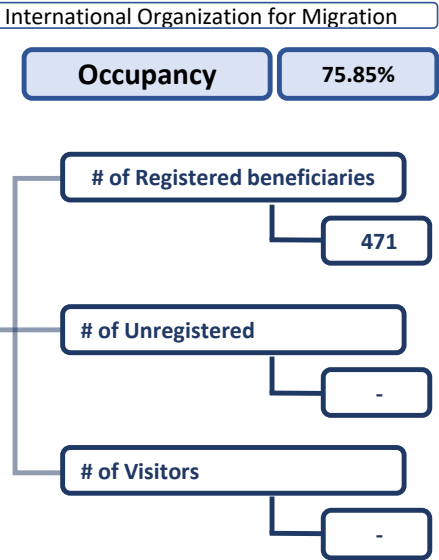 International Organization for Migration
Occupancy 75.85%
# of Registered beneficiaries
471
# of Unregistered
-
# of Visitors
-